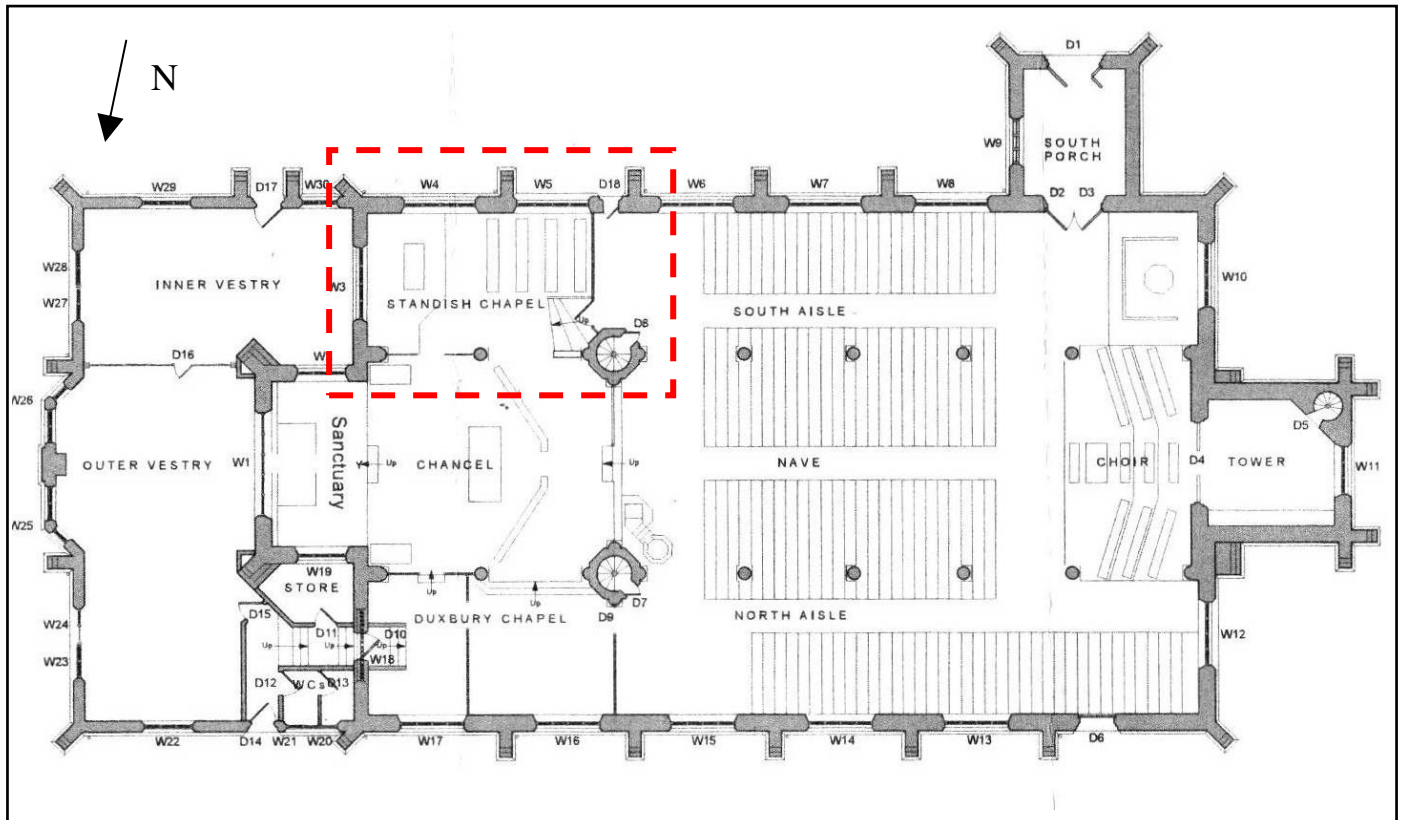 N
D1
W9
SOUTH
PORCH
D2
D3
W29
D17
W30
W4
W5
D18
W6
W7
W8
W28
W27
INNER VESTRY
W3
STANDISH CHAPEL
Up
D8
SOUTH AISLE
W10
D16
W
W26
OUTER VESTRY
W1
Sanctuary
Up
CHANCEL
Up
NAVE
CHOIR
D4
TOWER
D5
W11
W25
W19
STORE
D15
D11
D10
Up
Up
Up
W18
Up
Up
DUXBURY CHAPEL
D9
D7
NORTH AISLE
W12
W24
W23
D12
WCs
D13
W22
D14
W21
W20
W17
W16
W15
W14
W13
D6